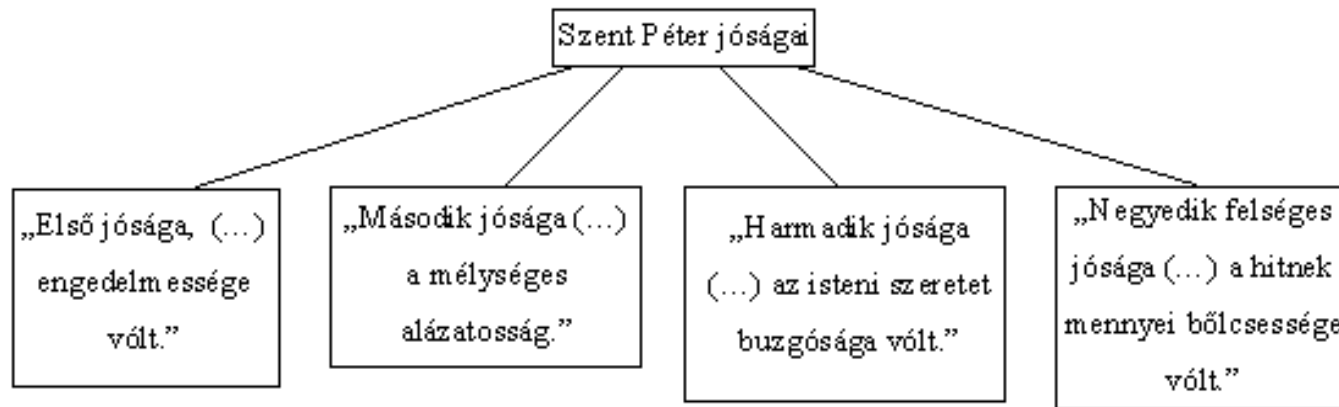 Szent Péter jóságai
„Első jósága, (…)
engedelmessége
vólt.”
„Második jósága (…)
a mélységes
alázatosság.”
„Harmadik jósága
(…) az isteni szeretet
buzgósága vólt.”
„Negyedik felséges
jósága (…) a hitnek
mennyei bőlcsessége
vólt.”